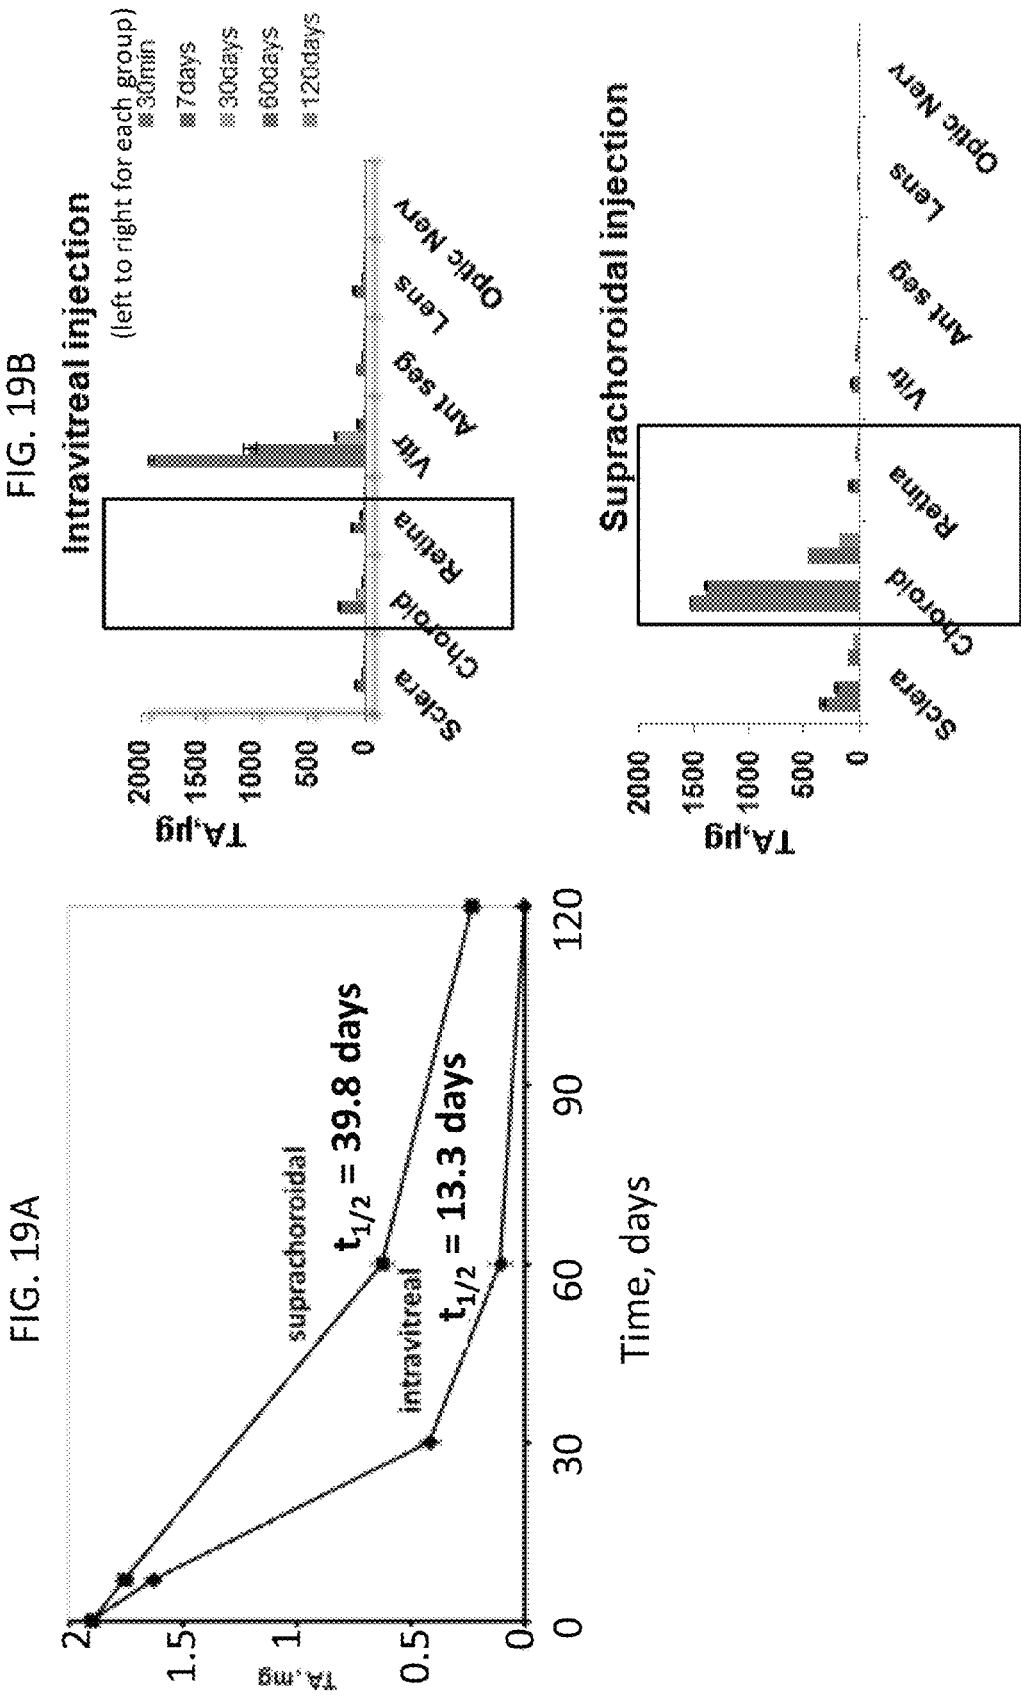 FIG. 19A
2
1.5
1
0.5
0
TA, mg
suprachoroidal
t1/2 = 39.8 days
intravitreal
t1/2 = 13.3 days
0
30
60
90
120
Time, days
FIG. 19B
Intravitreal injection
(left to right for each group)
30min
7days
30days
60days
120days
2000
1500
1000
500
0
TA,µg
Sclera
Choroid
Retina
Vitr
Ant seg
Lens
Optic Nerv
Suprachoroidal injection
2000
1500
1000
500
0
TA,µg
Sclera
Choroid
Retina
Vitr
Ant seg
Lens
Optic Nerv